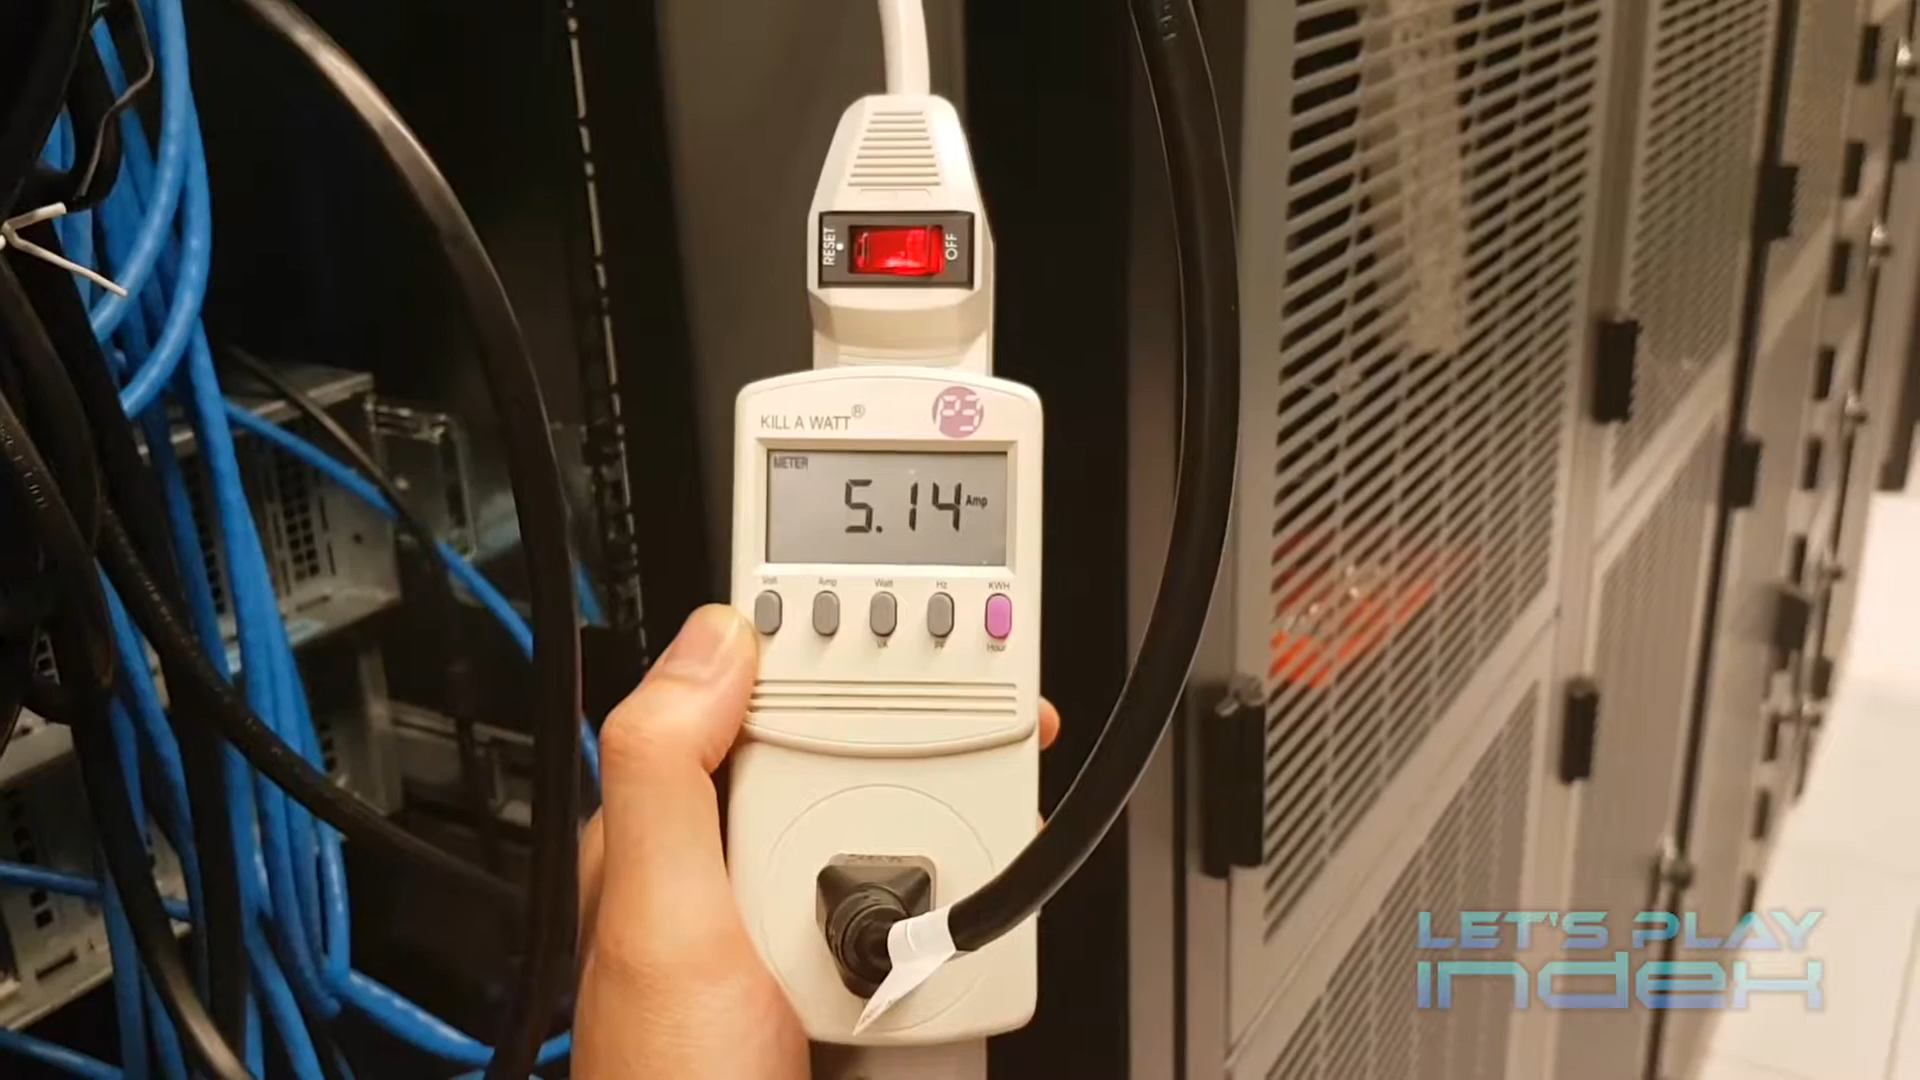 RESET
OFF
KILL A WATT®
P3
METER
5.14 Amp
Volt Amp Watt Hz KWH
VA PF Hour
LET'S PLAY
index